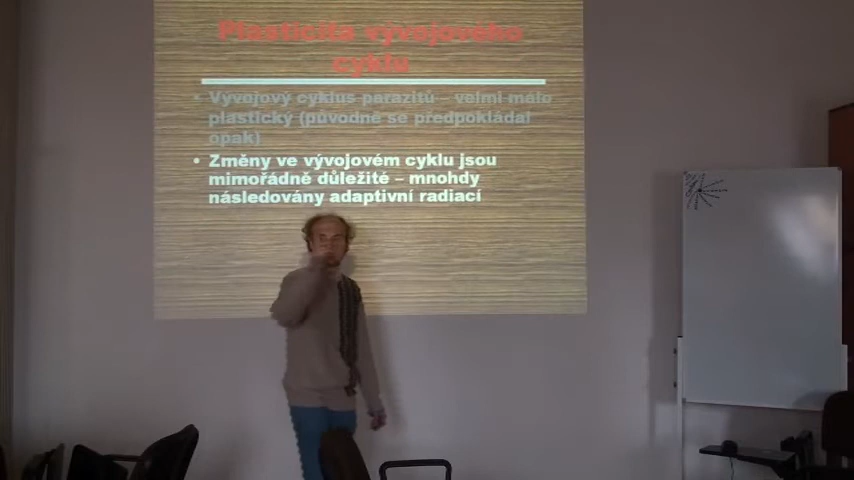 Plasticita vývojového
cyklu
• Vývojový cyklus parazitů – velmi málo
plastický (původně se předpokládal
opak)
• Změny ve vývojovém cyklu jsou
mimořádně důležité – mnohdy
následovány adaptivní radiací